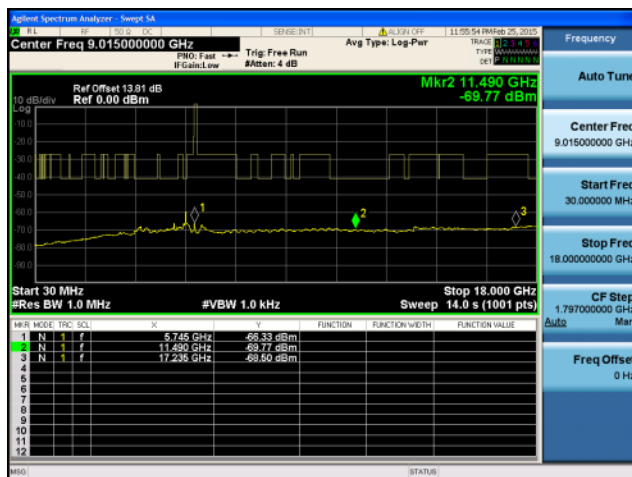 Agilent Spectrum Analyzer - Swept SA
RL RF 50 Ω DC SENSE:INT ALIGN OFF 11:55:54 PM Feb 25, 2015
Center Freq 9.015000000 GHz
PNO: Fast
IFGain:Low
Trig: Free Run
#Atten: 4 dB
Avg Type: Log-Pwr
TRACE 1 2 3 4 5 6
TYPE
DET P N N N N N
Ref Offset 13.81 dB
10 dB/div Ref 0.00 dBm
Log
Mkr2 11.490 GHz
-69.77 dBm
-10.0
-20.0
-30.0
-40.0
-50.0
-60.0
-70.0
-80.0
-90.0
1
2
3
Start 30 MHz Stop 18.000 GHz
#Res BW 1.0 MHz #VBW 1.0 kHz Sweep 14.0 s (1001 pts)
MKR MODE TRC SCL X Y FUNCTION FUNCTION WIDTH FUNCTION VALUE
1 N 1 f 5.745 GHz -66.33 dBm
2 N 1 f 11.490 GHz -69.77 dBm
3 N 1 f 17.235 GHz -68.50 dBm
4
5
6
7
8
9
10
11
12
MSG STATUS
Frequency
Auto Tune
Center Freq
9.015000000 GHz
Start Freq
30.000000 MHz
Stop Freq
18.000000000 GHz
CF Step
1.797000000 GHz
Auto Man
Freq Offset
0 Hz